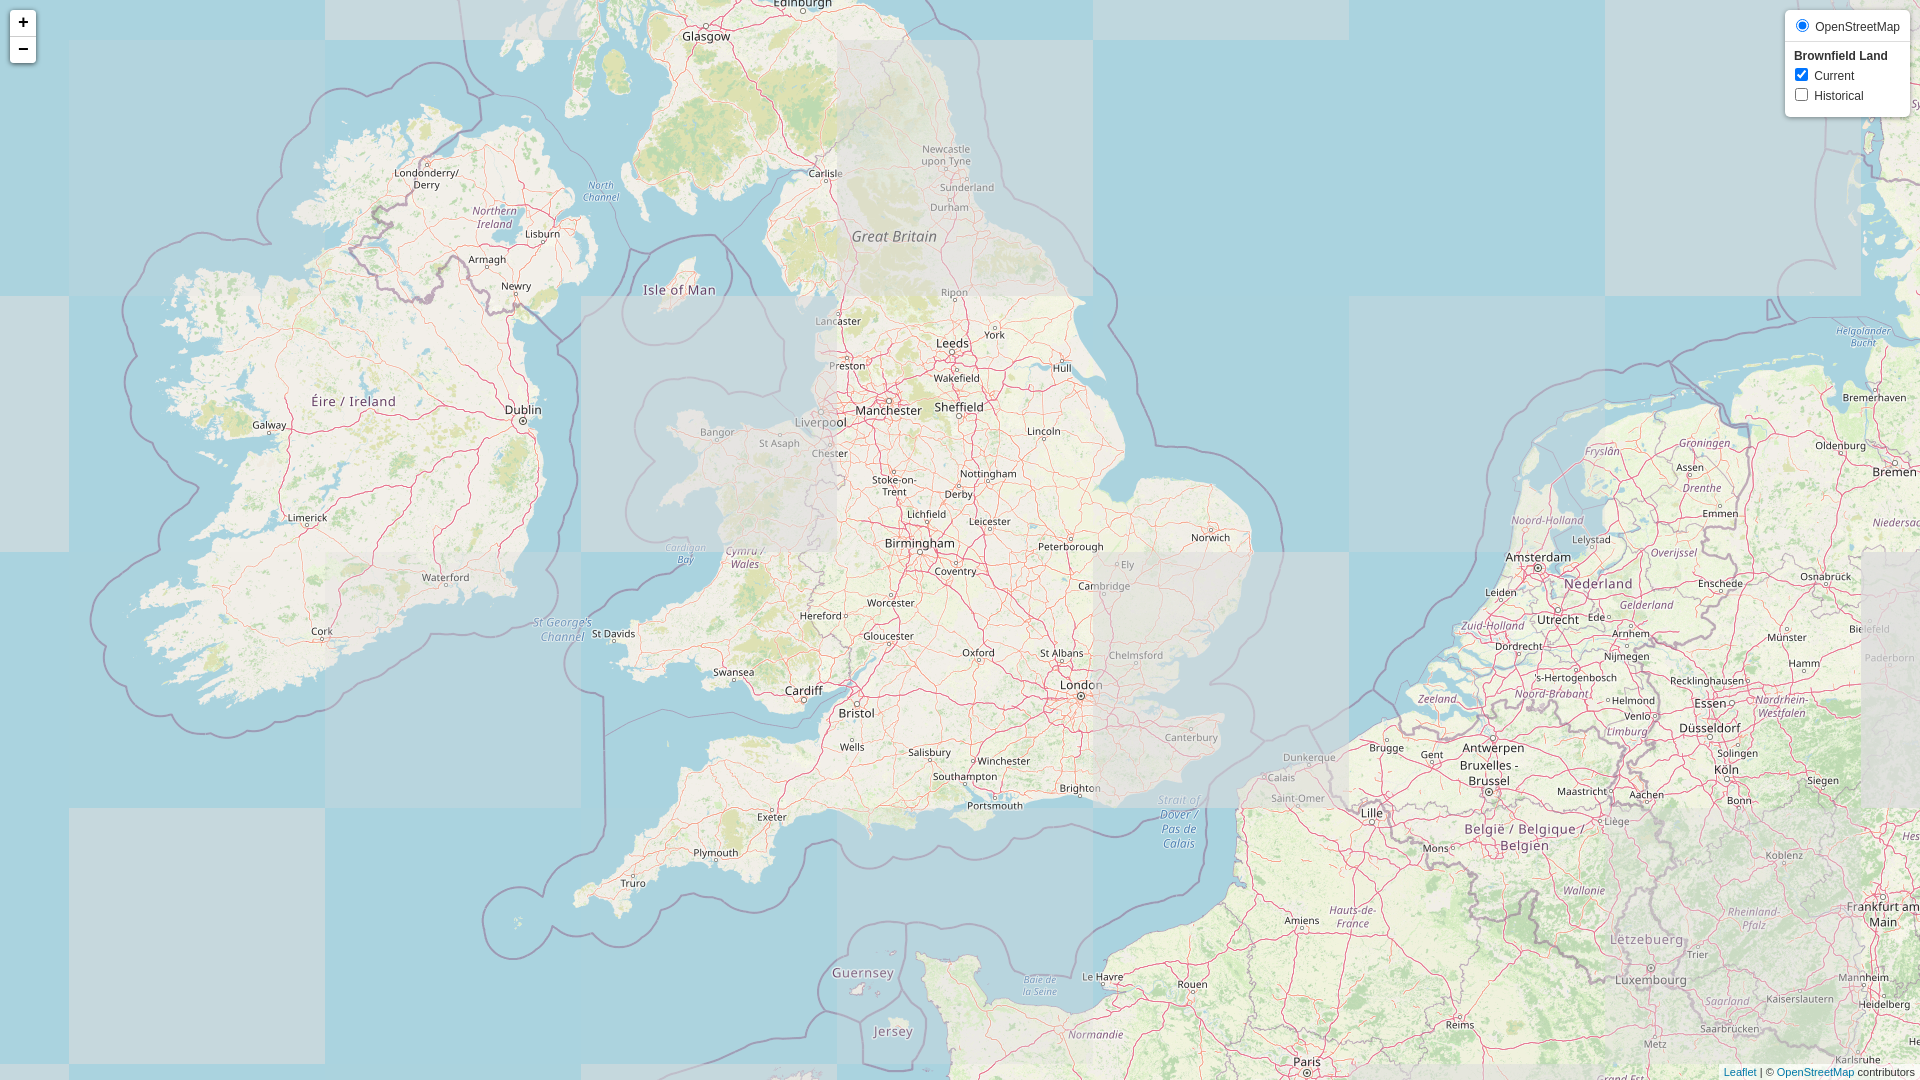 +
−
OpenStreetMap
Brownfield Land
Current
Historical
Edinburgh
Glasgow
Londonderry/
Derry
North
Channel
Northern
Ireland
Lisburn
Armagh
Newry
Isle of Man
Carlisle
Newcastle
upon Tyne
Sunderland
Durham
Great Britain
Ripon
Lancaster
York
Leeds
Preston
Hull
Wakefield
Manchester
Sheffield
Liverpool
Bangor
St Asaph
Chester
Lincoln
Éire / Ireland
Dublin
Galway
Limerick
Waterford
Cork
St George's
Channel
Stoke-on-
Trent
Nottingham
Derby
Lichfield
Leicester
Birmingham
Peterborough
Norwich
Coventry
Ely
Cambridge
Cardigan
Bay
Cymru /
Wales
Worcester
Hereford
Gloucester
St Davids
Swansea
Cardiff
Oxford
St Albans
Chelmsford
London
Bristol
Wells
Salisbury
Winchester
Canterbury
Southampton
Brighton
Portsmouth
Exeter
Plymouth
Truro
Strait of
Dover /
Pas de
Calais
Dunkerque
Calais
Saint-Omer
Guernsey
Jersey
Baie de
la Seine
Le Havre
Rouen
Normandie
Amiens
Hauts-de-
France
Reims
Paris
Lille
Mons
Brugge
Gent
Antwerpen
Bruxelles -
Brussel
België / Belgique /
Belgien
Liège
Maastricht
Aachen
Wallonie
Lëtzebuerg
Luxembourg
Trier
Metz
Grand Est
Saarland
Saarbrücken
Kaiserslautern
Rheinland-
Pfalz
Koblenz
Frankfurt am
Main
Mannheim
Heidelberg
Karlsruhe
Helgoländer
Bucht
Bremerhaven
Oldenburg
Bremen
Groningen
Fryslân
Assen
Drenthe
Emmen
Noord-Holland
Lelystad
Overijssel
Amsterdam
Nederland
Enschede
Osnabrück
Leiden
Gelderland
Utrecht
Ede
Zuid-Holland
Arnhem
Dordrecht
Nijmegen
Münster
Hamm
Paderborn
's-Hertogenbosch
Recklinghausen
Zeeland
Noord-Brabant
Helmond
Essen
Nordrhein-
Westfalen
Venlo
Limburg
Düsseldorf
Solingen
Köln
Siegen
Bonn
Leaflet | © OpenStreetMap contributors